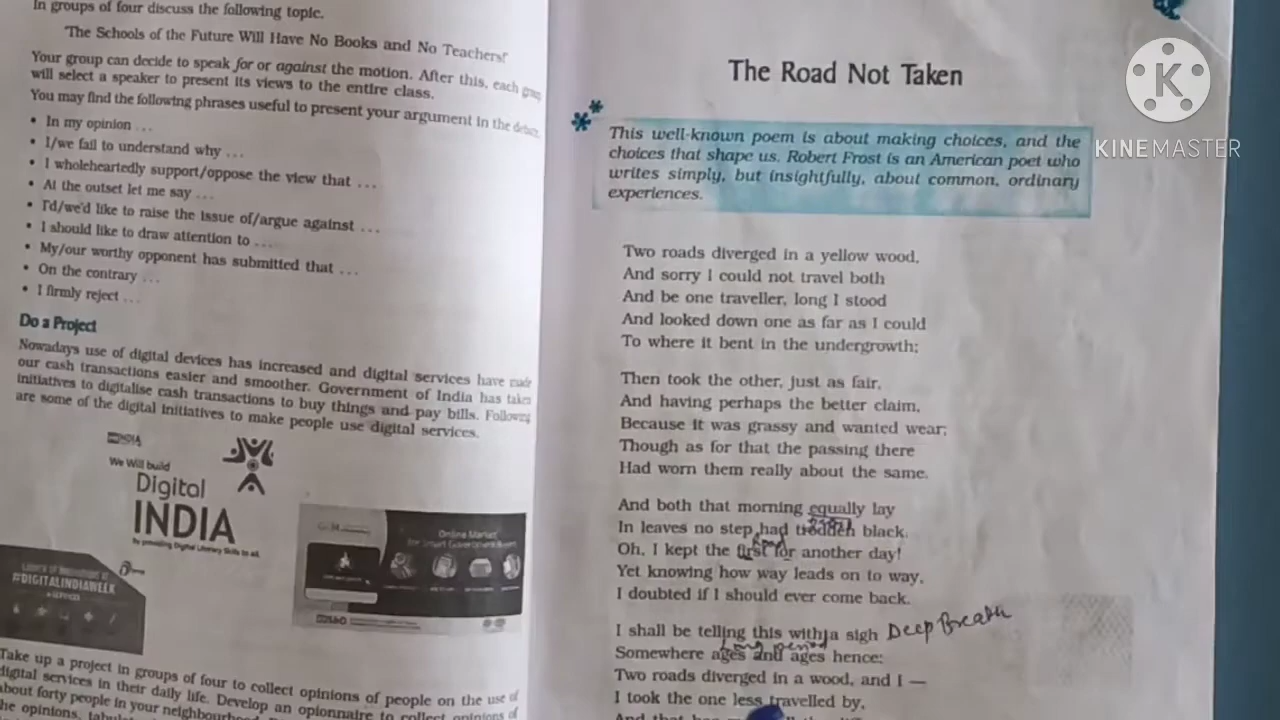 In groups of four discuss the following topic.
'The Schools of the Future Will Have No Books and No Teachers!'
Your group can decide to speak for or against the motion. After this, each group
will select a speaker to present its views to the entire class.
You may find the following phrases useful to present your argument in the debate.
• In my opinion ...
• I/we fail to understand why ...
• I wholeheartedly support/oppose the view that ...
• At the outset let me say ...
• I'd/we'd like to raise the issue of/argue against ...
• I should like to draw attention to ...
• My/our worthy opponent has submitted that ...
• On the contrary ...
• I firmly reject ...
Do a Project
Nowadays use of digital devices has increased and digital services have made
our cash transactions easier and smoother. Government of India has taken
initiatives to digitalise cash transactions to buy things and pay bills. Following
are some of the digital initiatives to make people use digital services.
We Will build
Digital
INDIA
by providing Digital Literacy Skills to all.
Online Market
#DIGITALINDIAWEEK
Take up a project in groups of four to collect opinions of people on the use of
digital services in their daily life. Develop an opionnaire to collect opinions of
about forty people in your
the opinions,
The Road Not Taken
This well-known poem is about making choices, and the
choices that shape us. Robert Frost is an American poet who
writes simply, but insightfully, about common, ordinary
experiences.
Two roads diverged in a yellow wood,
And sorry I could not travel both
And be one traveller, long I stood
And looked down one as far as I could
To where it bent in the undergrowth;
Then took the other, just as fair,
And having perhaps the better claim,
Because it was grassy and wanted wear;
Though as for that the passing there
Had worn them really about the same,
And both that morning equally lay
In leaves no step had trodden black.
Oh, I kept the first for another day!
Yet knowing how way leads on to way,
I doubted if I should ever come back.
I shall be telling this with a sigh Deep Breath
long period
Somewhere ages and ages hence:
Two roads diverged in a wood, and I —
I took the one less travelled by,
And that has
K
KINEMASTER